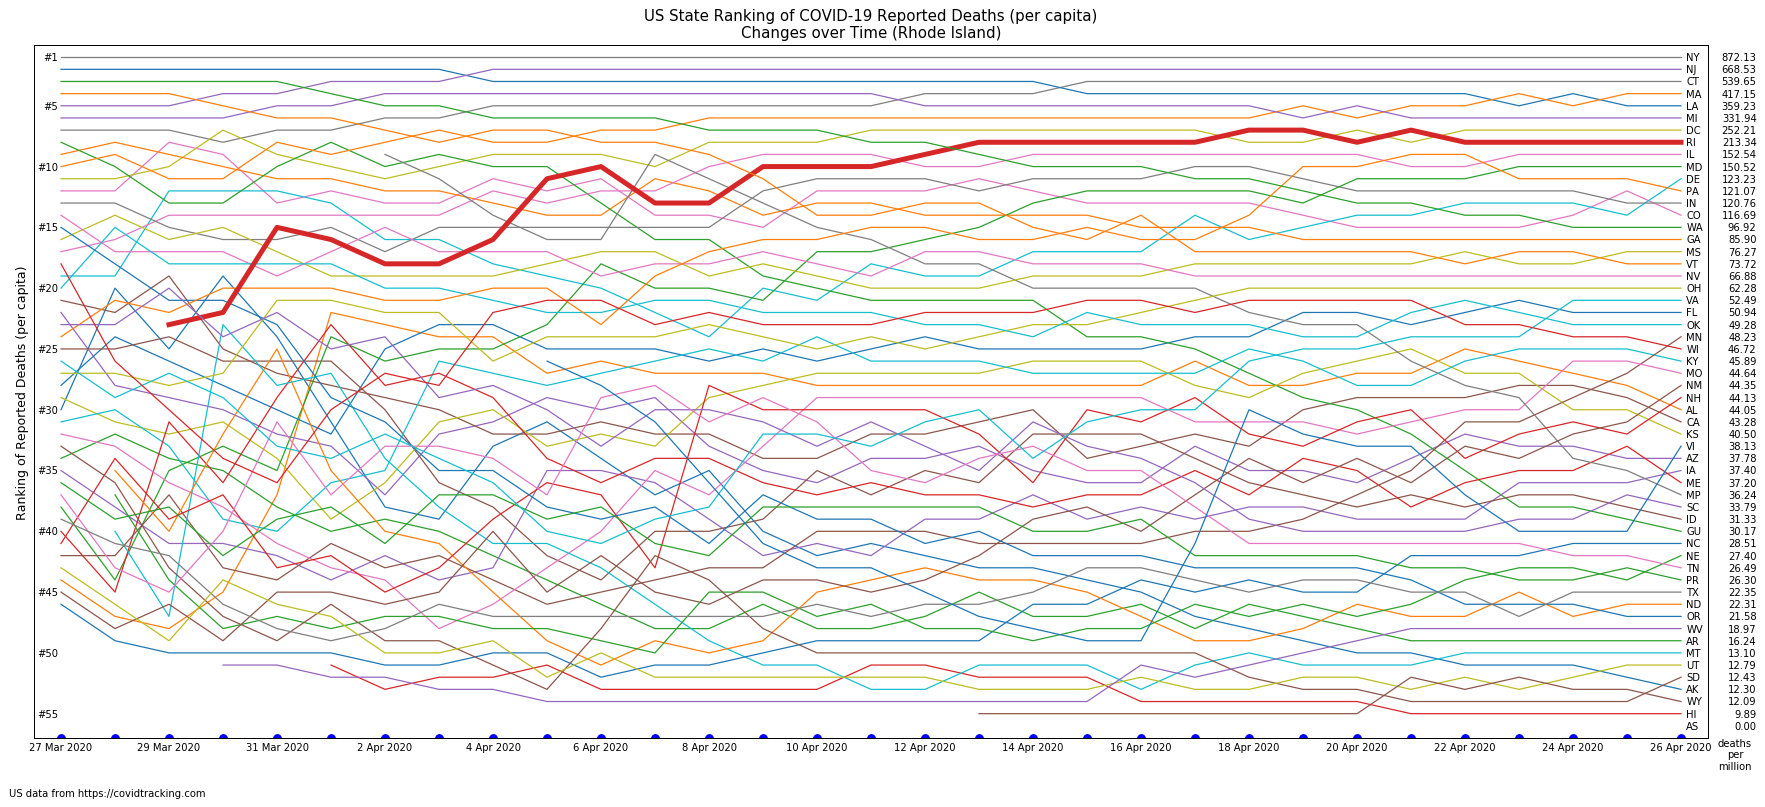 US State Ranking of COVID-19 Reported Deaths (per capita)
Changes over Time (Rhode Island)
Ranking of Reported Deaths (per capita)
#1
#5
#10
#15
#20
#25
#30
#35
#40
#45
#50
#55
NY 872.13
NJ 668.53
CT 539.65
MA 417.15
LA 359.23
MI 331.94
DC 252.21
RI 213.34
IL 152.54
MD 150.52
DE 123.23
PA 121.07
IN 120.76
CO 116.69
WA 96.92
GA 85.90
MS 76.27
VT 73.72
NV 66.88
OH 62.28
VA 52.49
FL 50.94
OK 49.28
MN 48.23
WI 46.72
KY 45.89
MO 44.64
NM 44.35
NH 44.13
AL 44.05
CA 43.28
KS 40.50
VI 38.13
AZ 37.78
IA 37.40
ME 37.20
MP 36.24
SC 33.79
ID 31.33
GU 30.17
NC 28.51
NE 27.40
TN 26.49
PR 26.30
TX 22.35
ND 22.31
OR 21.58
WV 18.97
AR 16.24
MT 13.10
UT 12.79
SD 12.43
AK 12.30
WY 12.09
HI 9.89
AS 0.00
27 Mar 2020 29 Mar 2020 31 Mar 2020 2 Apr 2020 4 Apr 2020 6 Apr 2020 8 Apr 2020 10 Apr 2020 12 Apr 2020 14 Apr 2020 16 Apr 2020 18 Apr 2020 20 Apr 2020 22 Apr 2020 24 Apr 2020 26 Apr 2020
deaths
per
million
US data from https://covidtracking.com